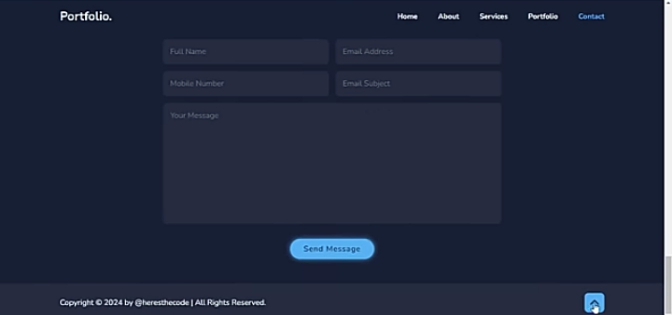 Portfolio. Home About Services Portfolio Contact
Full Name Email Address
Mobile Number Email Subject
Your Message
Send Message
Copyright © 2024 by @heresthecode | All Rights Reserved.